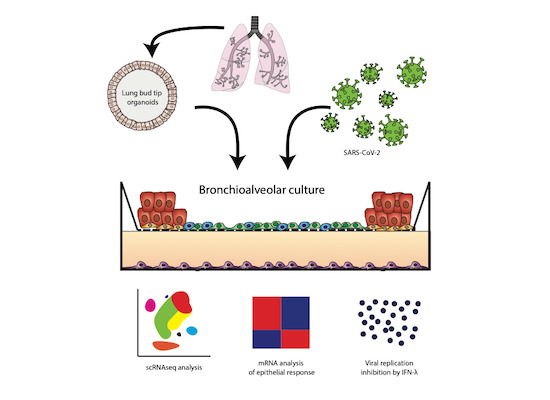 Lung bud tip
organoids
SARS-CoV-2
Bronchioalveolar culture
scRNAseq analysis
mRNA analysis
of epithelial response
Viral replication
inhibition by IFN-λ